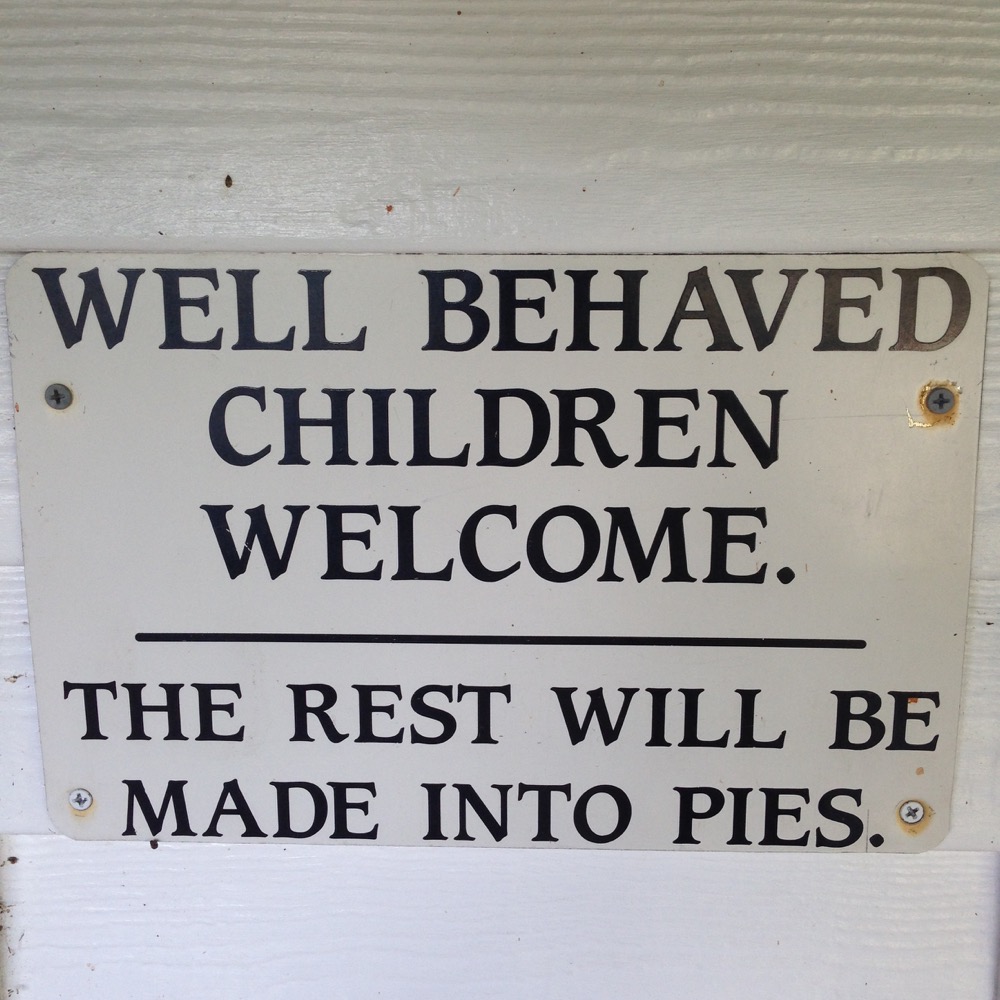 WELL BEHAVED
CHILDREN
WELCOME.
THE REST WILL BE
MADE INTO PIES.